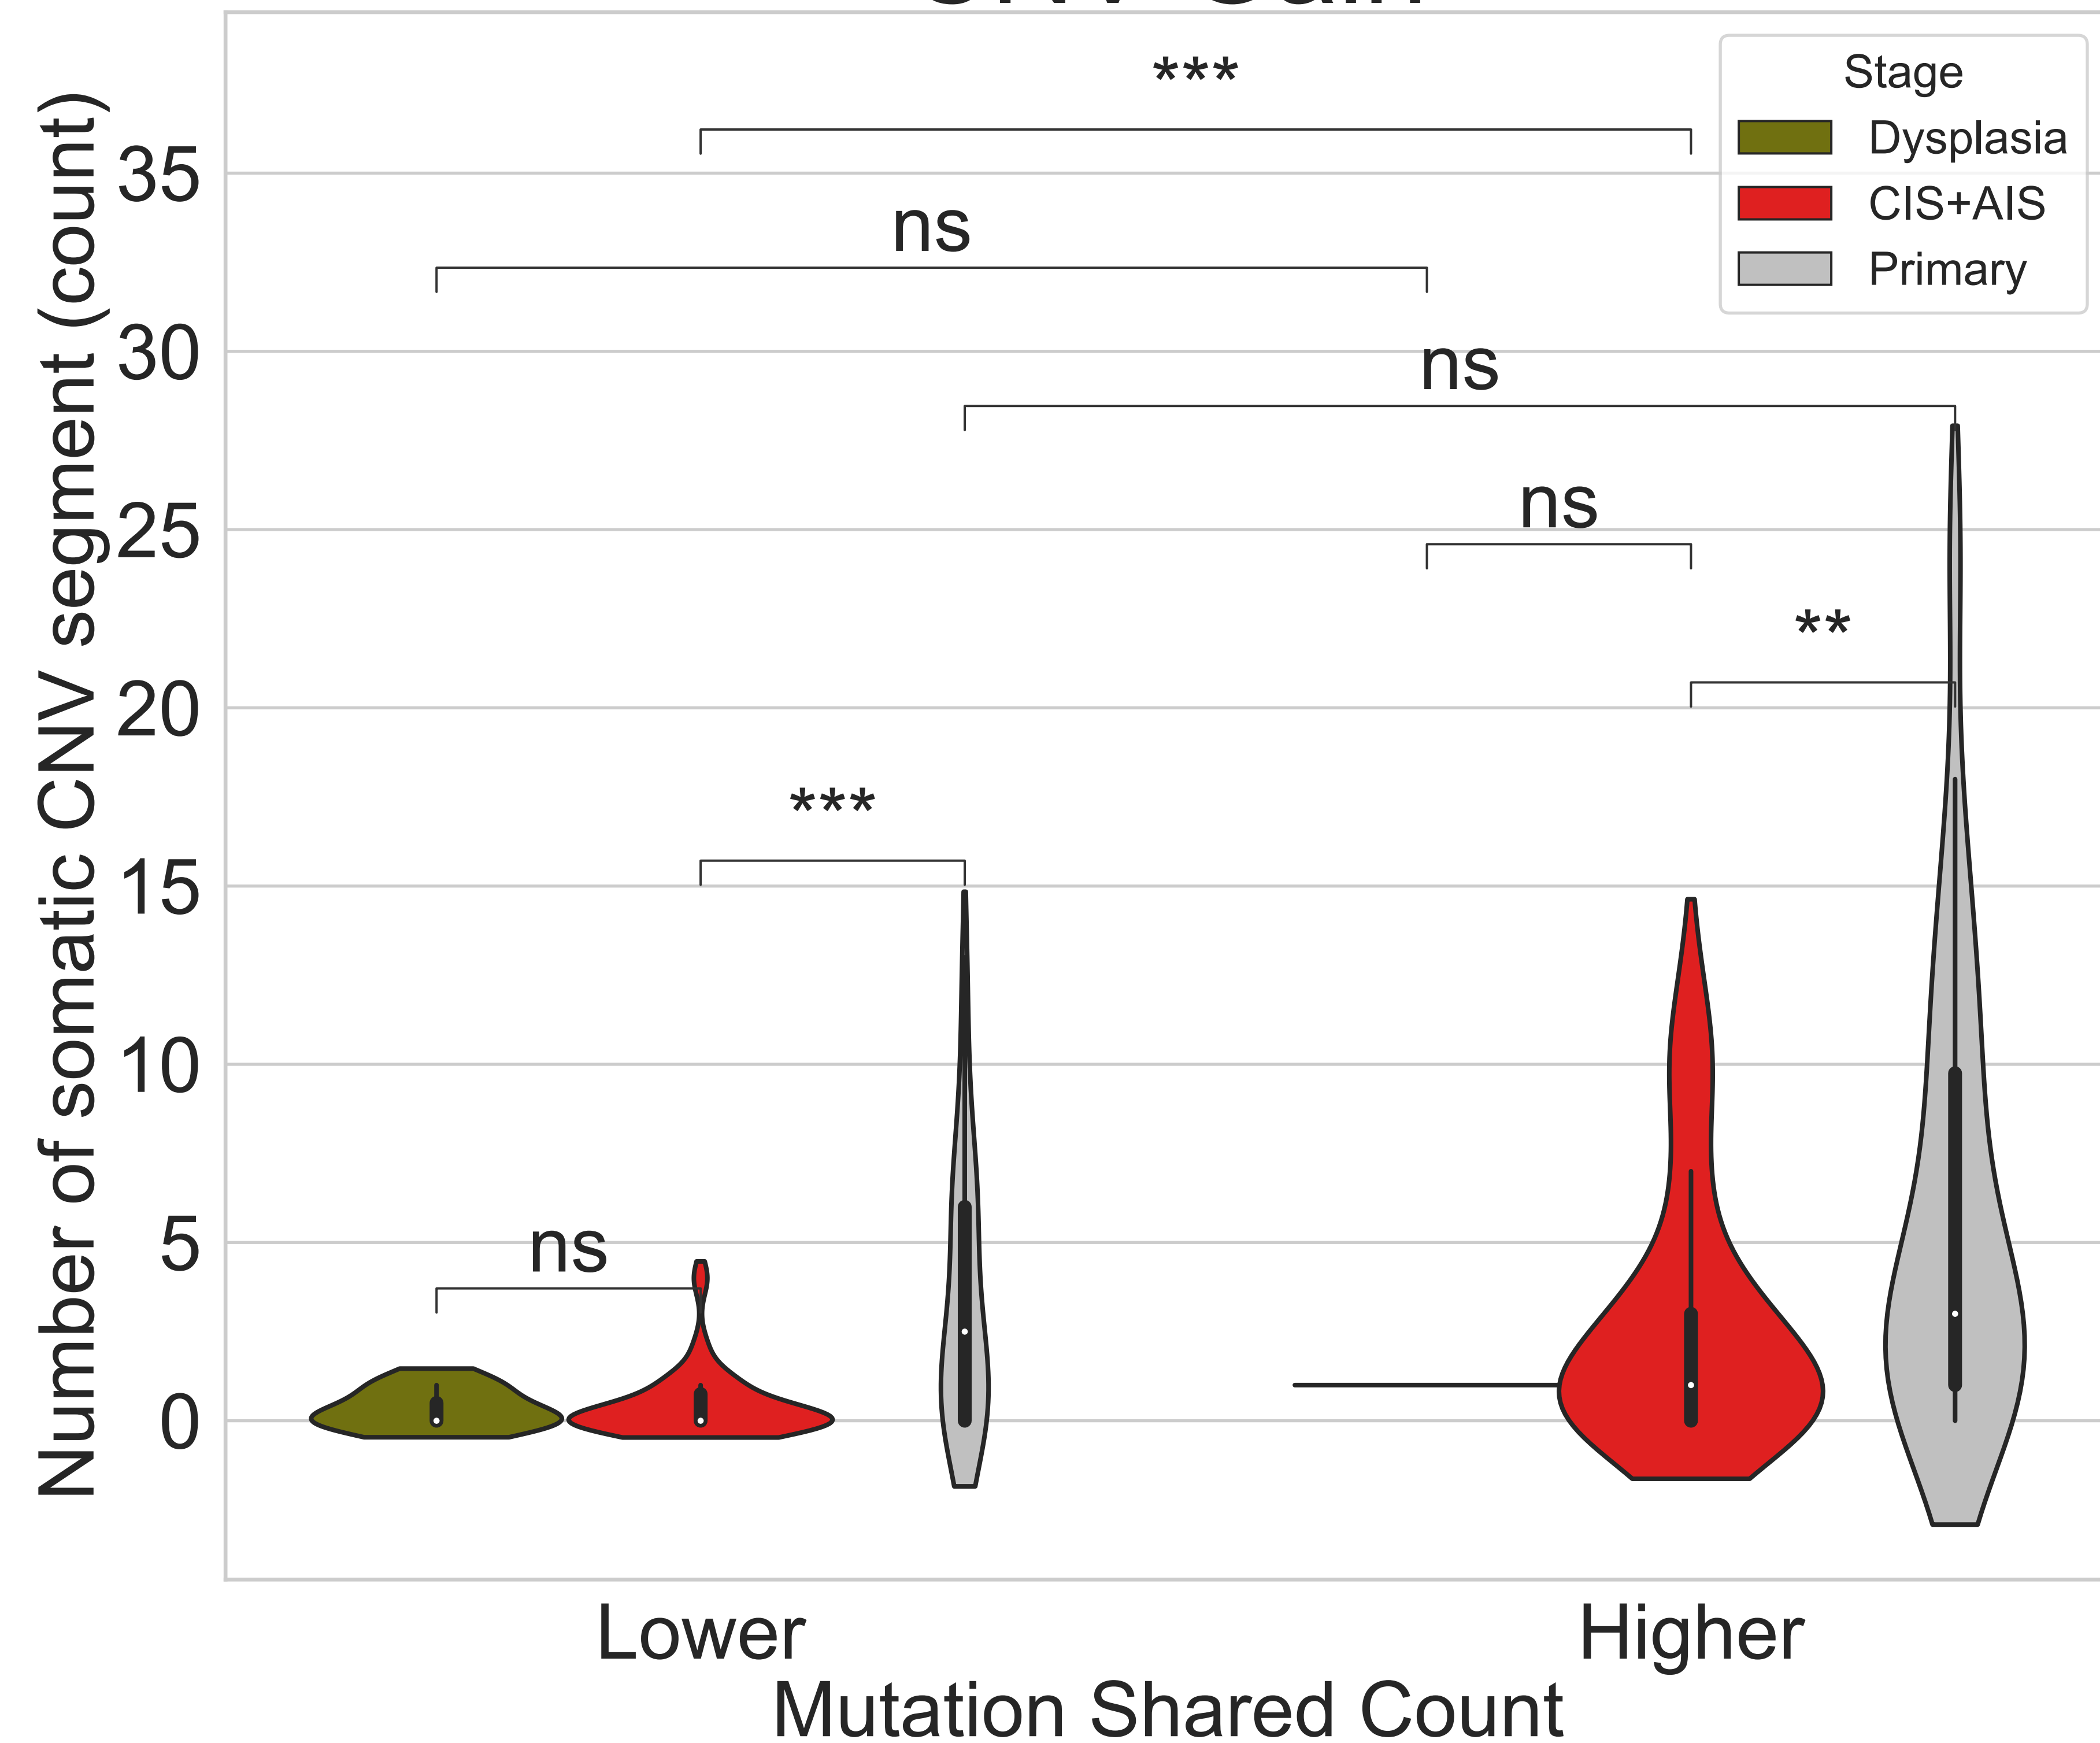 ***
Stage
Dysplasia
CIS+AIS
Primary
ns
ns
ns
**
***
ns
35
30
25
20
15
10
5
0
Number of somatic CNV segment (count)
Lower
Higher
Mutation Shared Count